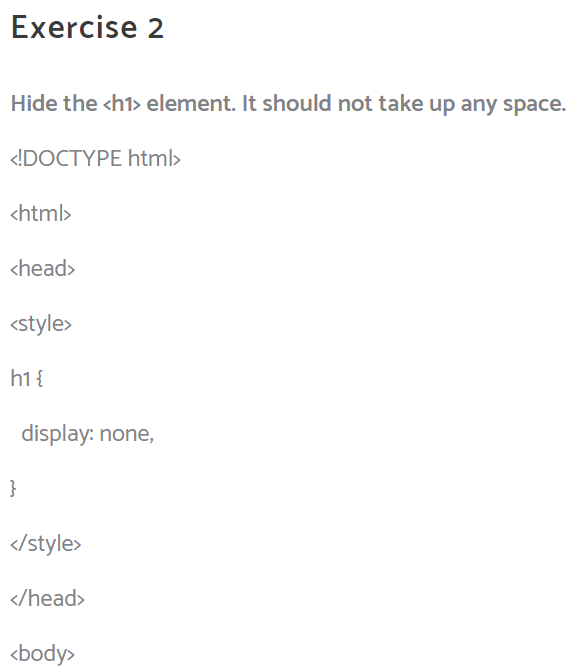 Exercise 2
Hide the <h1> element. It should not take up any space.
<!DOCTYPE html>
<html>
<head>
<style>
h1 {
display: none,
}
</style>
</head>
<body>